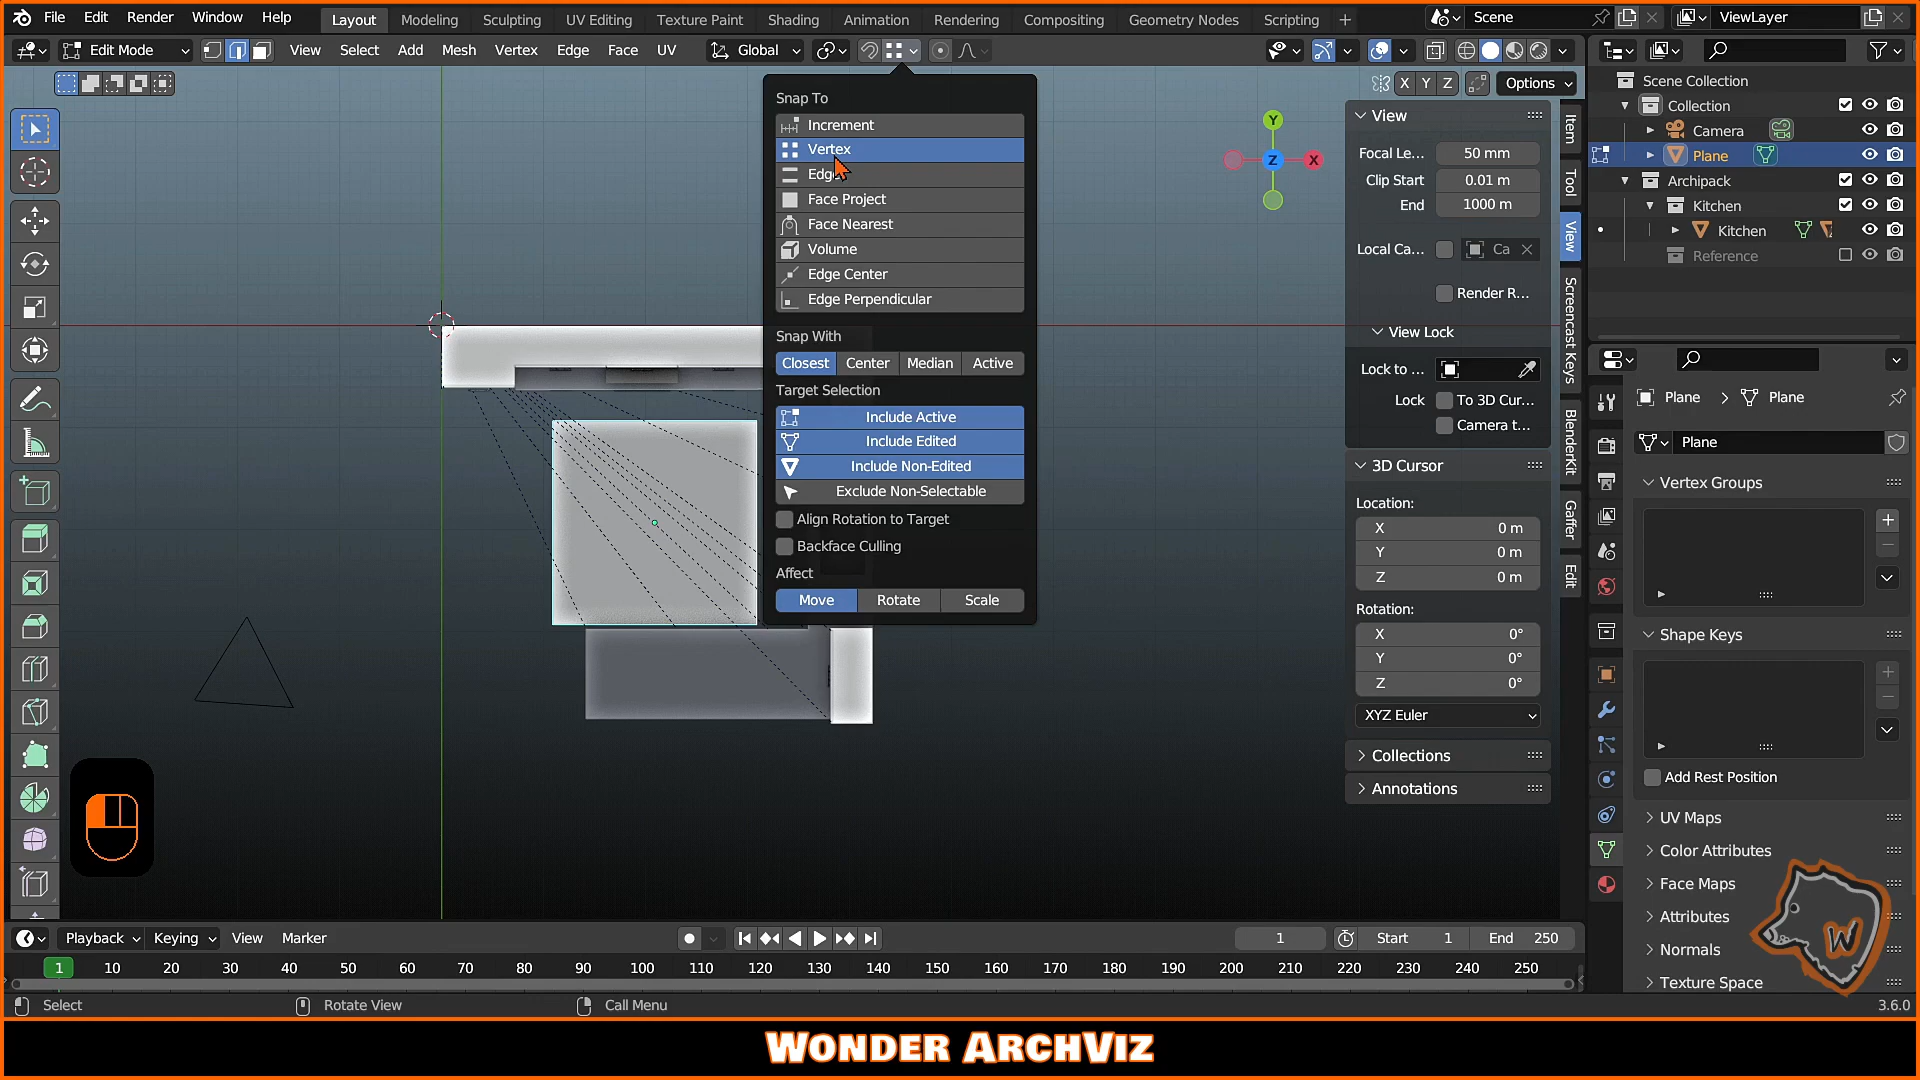 File Edit Render Window Help Layout Modeling Sculpting UV Editing Texture Paint Shading Animation Rendering Compositing Geometry Nodes Scripting + Scene ViewLayer
Edit Mode View Select Add Mesh Vertex Edge Face UV Global
X Y Z Options
Snap To
Increment
Vertex
Edge
Face Project
Face Nearest
Volume
Edge Center
Edge Perpendicular
Snap With
Closest Center Median Active
Target Selection
Include Active
Include Edited
Include Non-Edited
Exclude Non-Selectable
Align Rotation to Target
Backface Culling
Affect
Move Rotate Scale
Y
Z X
View
Focal Le... 50 mm
Clip Start 0.01 m
End 1000 m
Local Ca... Ca
Render R...
View Lock
Lock to ...
Lock To 3D Cur...
Camera t...
3D Cursor
Location:
X 0 m
Y 0 m
Z 0 m
Rotation:
X 0°
Y 0°
Z 0°
XYZ Euler
Collections
Annotations
Item
Tool
View
Screencast Keys
BlenderKit
Gaffer
Edit
Scene Collection
Collection
Camera
Plane
Archipack
Kitchen
Kitchen
Reference
Plane > Plane
Plane
Vertex Groups
Shape Keys
Add Rest Position
UV Maps
Color Attributes
Face Maps
Attributes
Normals
Texture Space
W
Playback Keying View Marker 1 Start 1 End 250
1 10 20 30 40 50 60 70 80 90 100 110 120 130 140 150 160 170 180 190 200 210 220 230 240 250
Select Rotate View Call Menu 3.6.0
WONDER ARCHVIZ